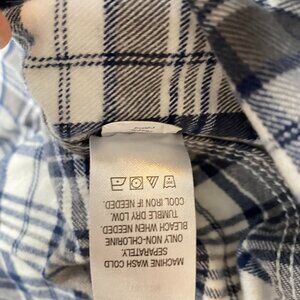 MACHINE WASH COLD
SEPARATELY.
ONLY NON-CHLORINE
BLEACH WHEN NEEDED.
TUMBLE DRY LOW.
COOL IRON IF NEEDED.